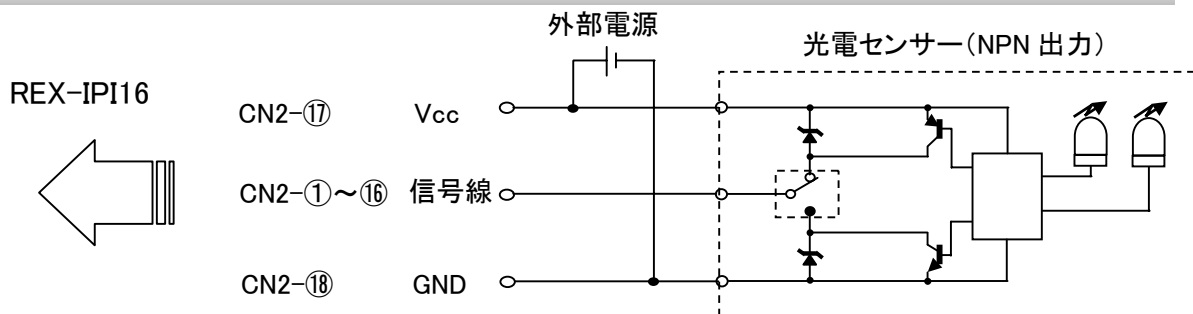 外部電源
光電センサー(NPN 出力)
REX-IPI16
CN2-⑰ Vcc
CN2-①～⑯ 信号線
CN2-⑱ GND